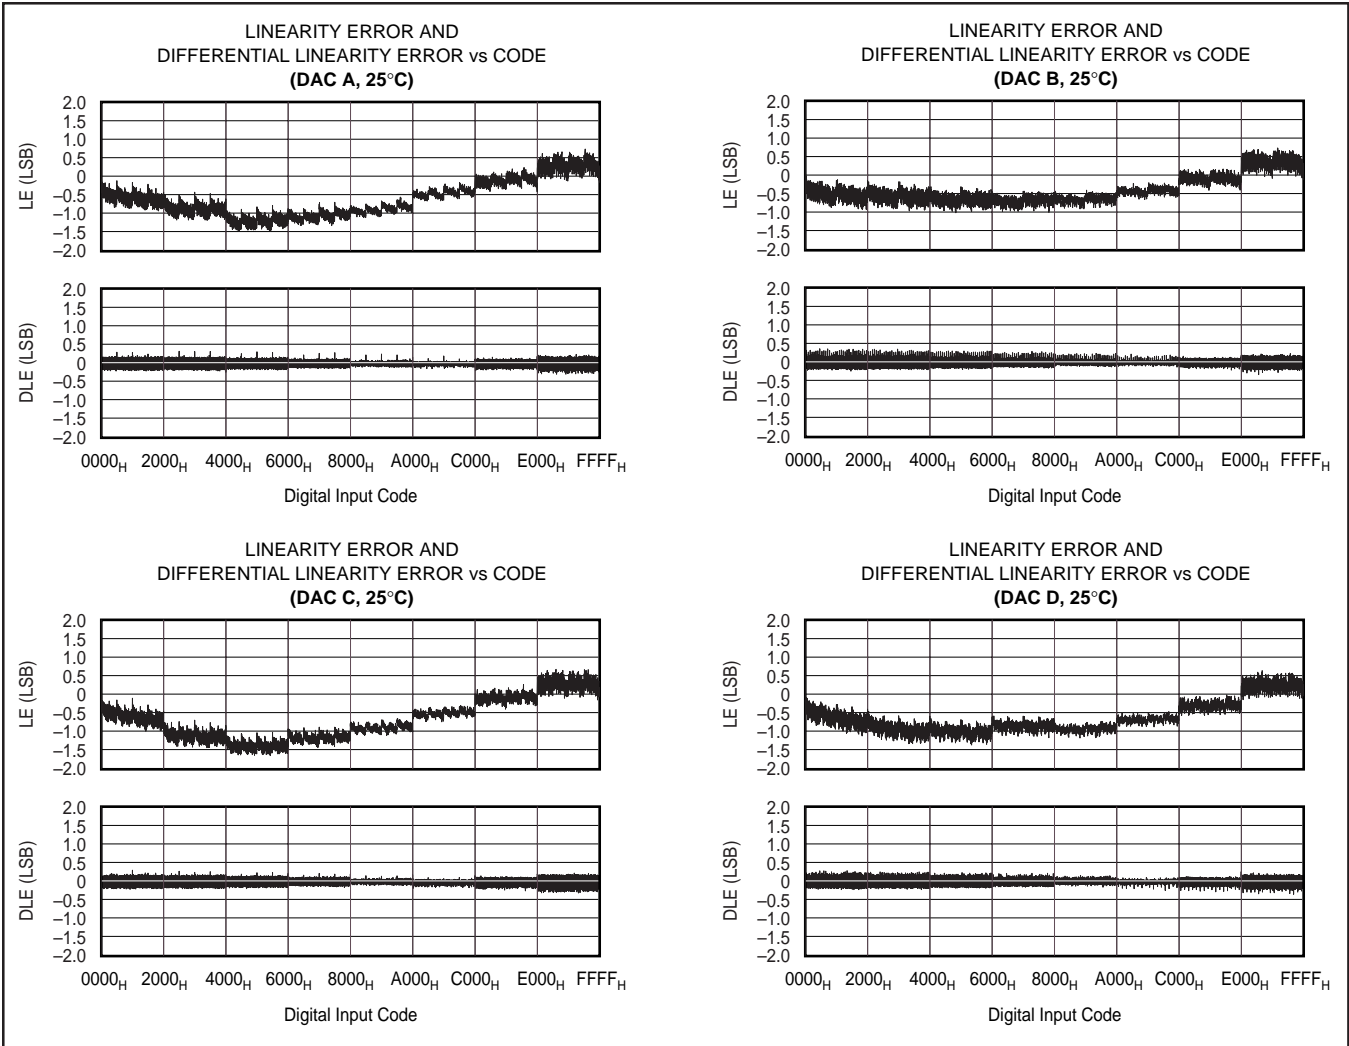 LINEARITY ERROR AND
DIFFERENTIAL LINEARITY ERROR vs CODE
(DAC A, 25°C)
LE (LSB)
2.0
1.5
1.0
0.5
0
–0.5
–1.0
–1.5
–2.0
DLE (LSB)
2.0
1.5
1.0
0.5
0
–0.5
–1.0
–1.5
–2.0
0000H 2000H 4000H 6000H 8000H A000H C000H E000H FFFFH
Digital Input Code
LINEARITY ERROR AND
DIFFERENTIAL LINEARITY ERROR vs CODE
(DAC B, 25°C)
LE (LSB)
2.0
1.5
1.0
0.5
0
–0.5
–1.0
–1.5
–2.0
DLE (LSB)
2.0
1.5
1.0
0.5
0
–0.5
–1.0
–1.5
–2.0
0000H 2000H 4000H 6000H 8000H A000H C000H E000H FFFFH
Digital Input Code
LINEARITY ERROR AND
DIFFERENTIAL LINEARITY ERROR vs CODE
(DAC C, 25°C)
LE (LSB)
2.0
1.5
1.0
0.5
0
–0.5
–1.0
–1.5
–2.0
DLE (LSB)
2.0
1.5
1.0
0.5
0
–0.5
–1.0
–1.5
–2.0
0000H 2000H 4000H 6000H 8000H A000H C000H E000H FFFFH
Digital Input Code
LINEARITY ERROR AND
DIFFERENTIAL LINEARITY ERROR vs CODE
(DAC D, 25°C)
LE (LSB)
2.0
1.5
1.0
0.5
0
–0.5
–1.0
–1.5
–2.0
DLE (LSB)
2.0
1.5
1.0
0.5
0
–0.5
–1.0
–1.5
–2.0
0000H 2000H 4000H 6000H 8000H A000H C000H E000H FFFFH
Digital Input Code